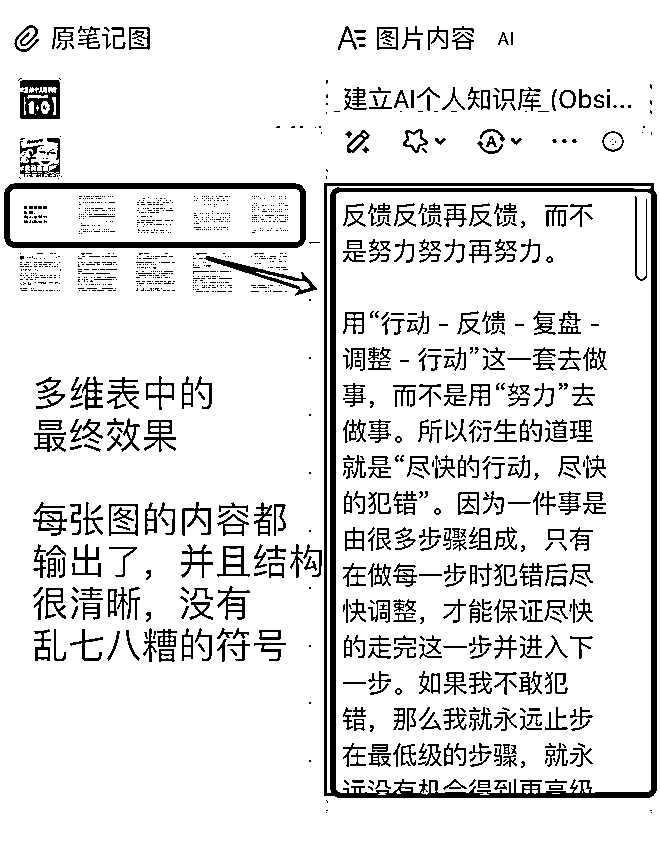 原笔记图
图片内容 AI
建立AI个人知识库 (Obsi...
反馈反馈再反馈，而不
是努力努力再努力。
用“行动 - 反馈 - 复盘 -
调整 - 行动”这一套去做
事，而不是用“努力”去
做事。所以衍生的道理
就是“尽快的行动，尽快
的犯错”。因为一件事是
由很多步骤组成，只有
在做每一步时犯错后尽
快调整，才能保证尽快
的走完这一步并进入下
一步。如果我不敢犯
错，那么我就永远止步
在最低级的步骤，就永
远没有机会得到更高级
多维表中的
最终效果
每张图的内容都
输出了，并且结构
很清晰，没有
乱七八糟的符号